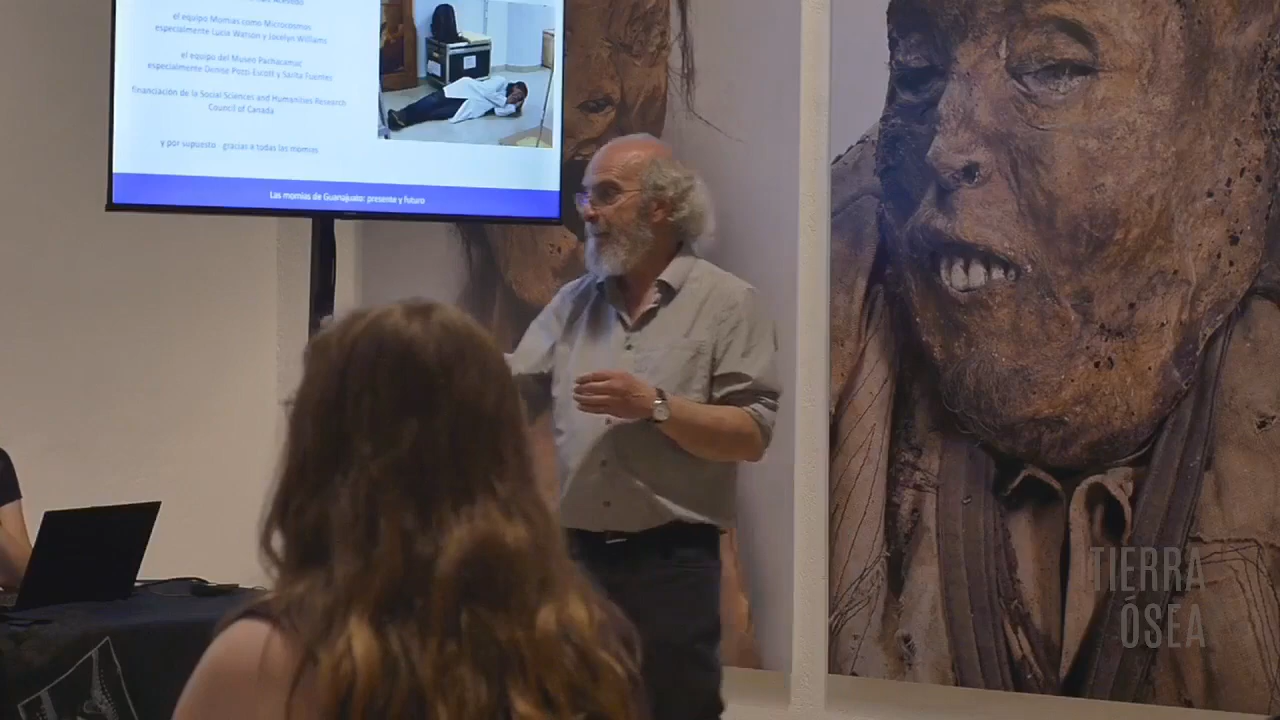 el equipo Momias como Microcosmos
especialmente Lucía Watson y Jocelyn Williams
el equipo del Museo Pachacamac
especialmente Denise Pozzi-Escott y Sarita Fuentes
financiación de la Social Sciences and Humanities Research
Council of Canada
y por supuesto - gracias a todas las momias
Las momias de Guanajuato: presente y futuro
TIERRA
ÓSEA